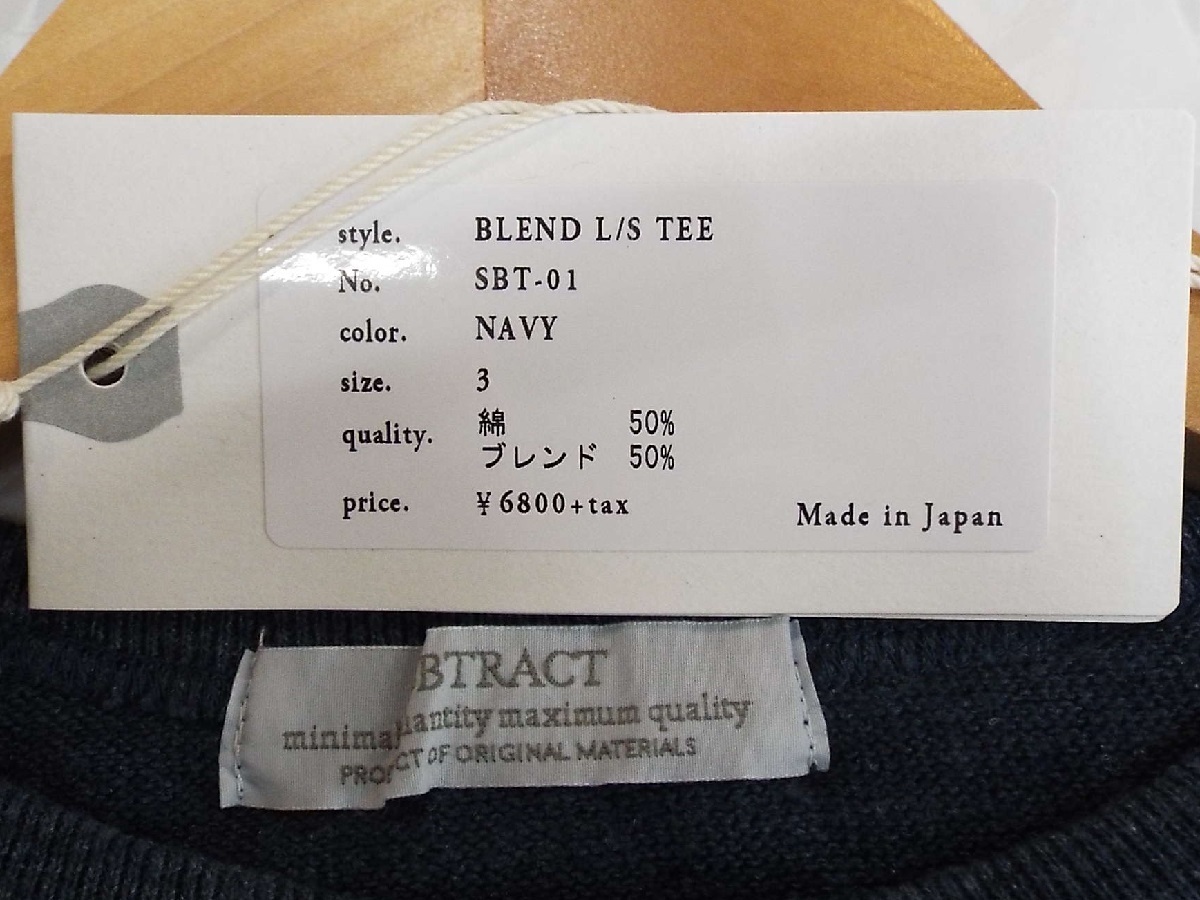 style. BLEND L/S TEE
No. SBT-01
color. NAVY
size. 3
quality. 綿 50%
ブレンド 50%
price. ¥6800+tax
Made in Japan
BTRACT
minimal quantity maximum quality
OF ORIGINAL MATERIALS